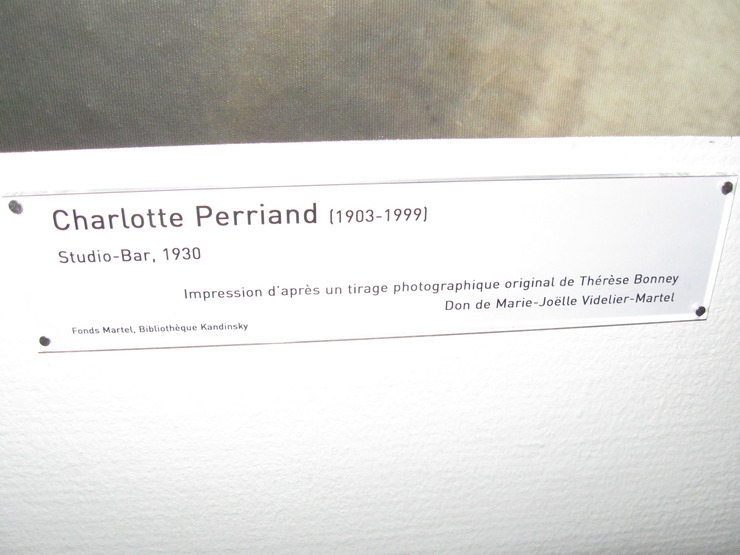 Charlotte Perriand (1903-1999)
Studio-Bar, 1930
Impression d'après un tirage photographique original de Thérèse Bonney
Don de Marie-Joëlle Videlier-Martel
Fonds Martel, Bibliothèque Kandinsky